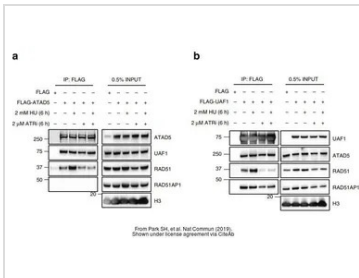 a
IP: FLAG 0.5% INPUT
FLAG + - - - - + - - - -
FLAG-ATAD5 - + + + + - + + + +
2 mM HU (6 h) - - + - + - - + - +
2 μM ATRi (6 h) - - - + + - - - + +
250 ATAD5
75 UAF1
37 RAD51
50 RAD51AP1
20 H3
b
IP: FLAG 0.5% INPUT
FLAG
FLAG-UAF1
2 mM HU (6 h)
2 μM ATRi (6 h)
75 UAF1
250 ATAD5
37 RAD51
50 RAD51AP1
20 H3
From Park SH, et al. Nat Commun (2019).
Shown under license agreement via CiteAb